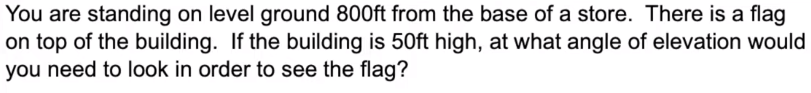 You are standing on level ground 800ft from the base of a store.  There is a flag
on top of the building.  If the building is 50ft high, at what angle of elevation would
you need to look in order to see the flag?